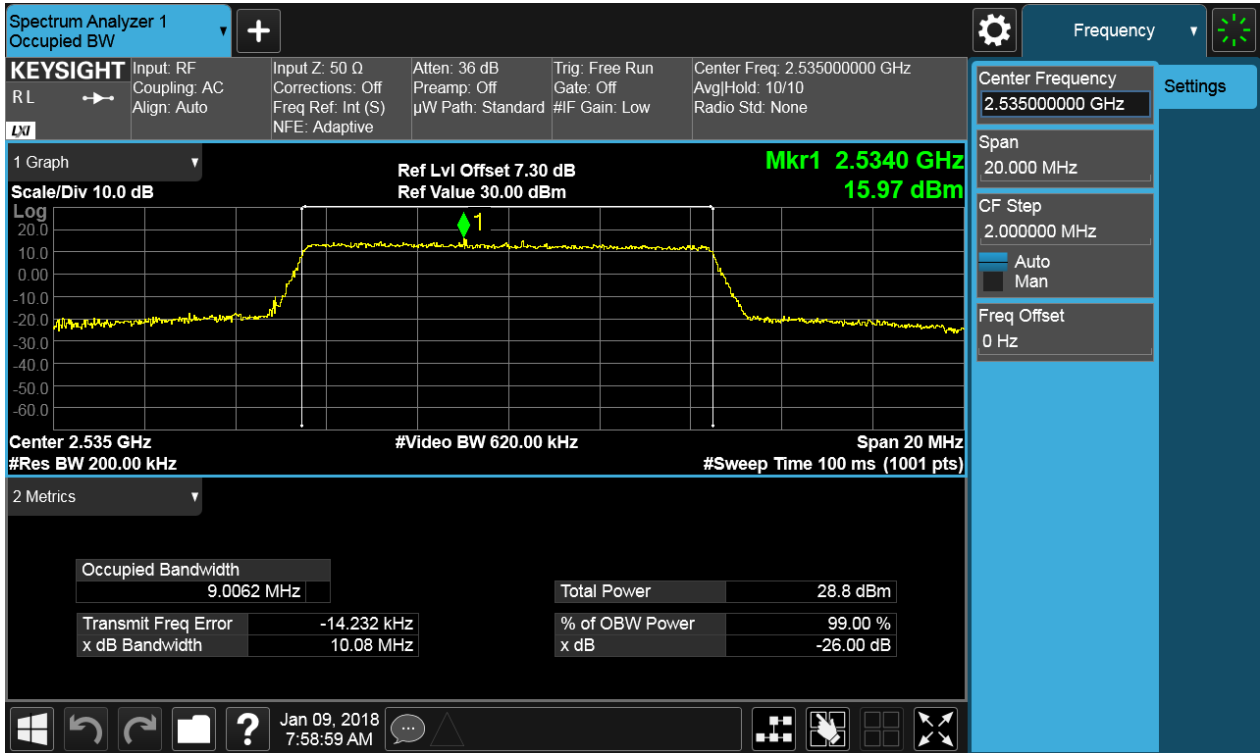 Spectrum Analyzer 1
Occupied BW
Frequency
KEYSIGHT
RL
LXI
Input: RF
Coupling: AC
Align: Auto
Input Z: 50 Ω
Corrections: Off
Freq Ref: Int (S)
NFE: Adaptive
Atten: 36 dB
Preamp: Off
µW Path: Standard
Trig: Free Run
Gate: Off
#IF Gain: Low
Center Freq: 2.535000000 GHz
Avg|Hold: 10/10
Radio Std: None
Center Frequency
2.535000000 GHz
Settings
Span
20.000 MHz
CF Step
2.000000 MHz
Auto
Man
Freq Offset
0 Hz
1 Graph
Scale/Div 10.0 dB
Ref Lvl Offset 7.30 dB
Ref Value 30.00 dBm
Mkr1 2.5340 GHz
15.97 dBm
Log
1
20.0
10.0
0.00
-10.0
-20.0
-30.0
-40.0
-50.0
-60.0
Center 2.535 GHz
#Video BW 620.00 kHz
Span 20 MHz
#Res BW 200.00 kHz
#Sweep Time 100 ms (1001 pts)
2 Metrics
Occupied Bandwidth
9.0062 MHz
Total Power 28.8 dBm
Transmit Freq Error -14.232 kHz
% of OBW Power 99.00 %
x dB Bandwidth 10.08 MHz
x dB -26.00 dB
?
Jan 09, 2018
7:58:59 AM